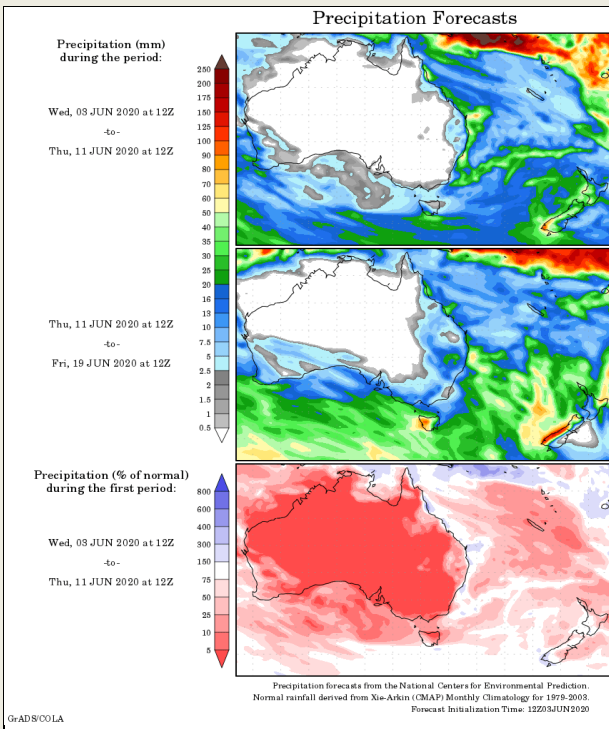 Precipitation Forecasts
Precipitation (mm)
during the period:
Wed, 03 JUN 2020 at 12Z
-to-
Thu, 11 JUN 2020 at 12Z
250
200
175
150
125
100
90
80
70
60
50
40
35
30
25
20
16
13
10
7.5
5
2.5
2
1.5
1
0.5
Thu, 11 JUN 2020 at 12Z
-to-
Fri, 19 JUN 2020 at 12Z
Precipitation (% of normal)
during the first period:
Wed, 03 JUN 2020 at 12Z
-to-
Thu, 11 JUN 2020 at 12Z
800
600
400
300
150
75
50
25
10
5
Precipitation forecasts from the National Centers for Environmental Prediction.
Normal rainfall derived from Xie-Arkin (CMAP) Monthly Climatology for 1979-2003.
Forecast Initialization Time: 12Z03JUN2020
GrADS/COLA